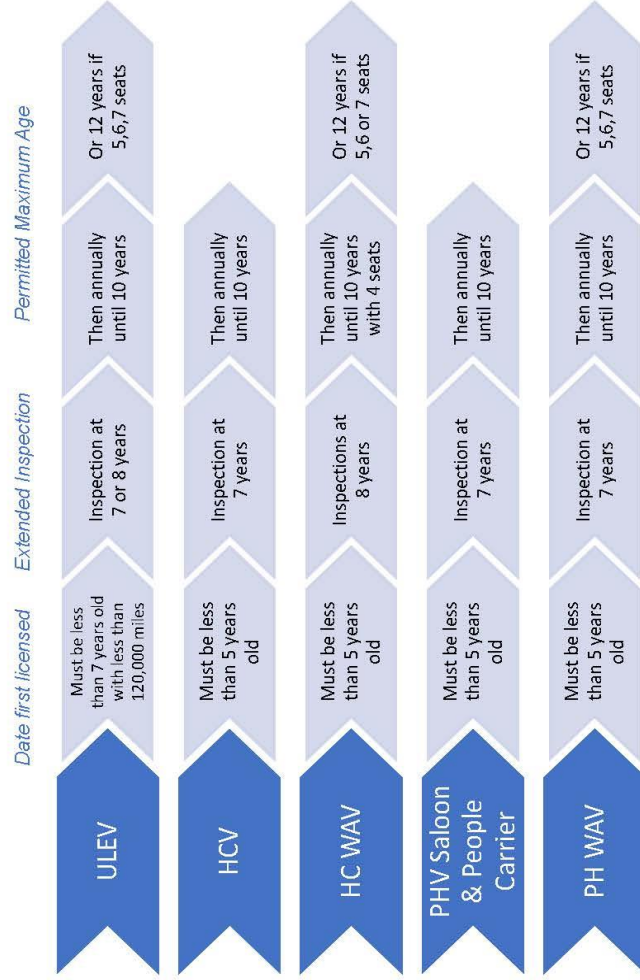 Date first licensed
Extended Inspection
Permitted Maximum Age
ULEV
Must be less
than 7 years old
with less than
120,000 miles
Inspection at
7 or 8 years
Then annually
until 10 years
Or 12 years if
5,6,7 seats
HCV
Must be less
than 5 years
old
Inspection at
7 years
Then annually
until 10 years
HC WAV
Must be less
than 5 years
old
Inspections at
8 years
Then annually
until 10 years
with 4 seats
Or 12 years if
5,6 or 7 seats
PHV Saloon
& People
Carrier
Must be less
than 5 years
old
Inspection at
7 years
Then annually
until 10 years
PH WAV
Must be less
than 5 years
old
Inspection at
7 years
Then annually
until 10 years
Or 12 years if
5,6,7 seats